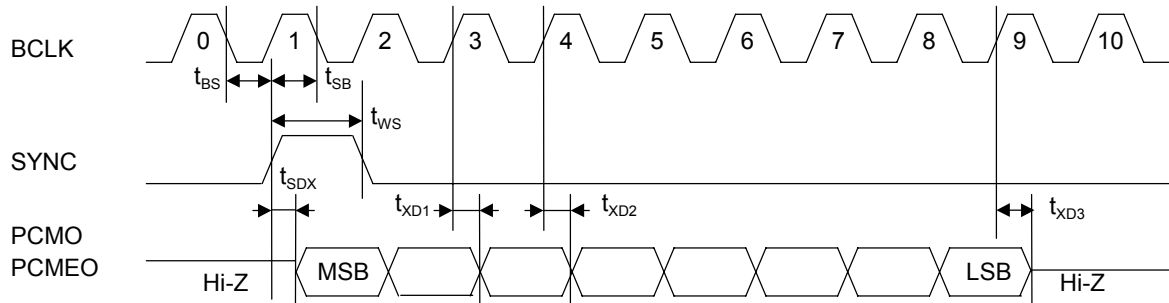 BCLK 0 1 2 3 4 5 6 7 8 9 10
tBS tSB
tWS
SYNC
tSDX tXD1 tXD2 tXD3
PCMO
PCMEO Hi-Z MSB LSB Hi-Z